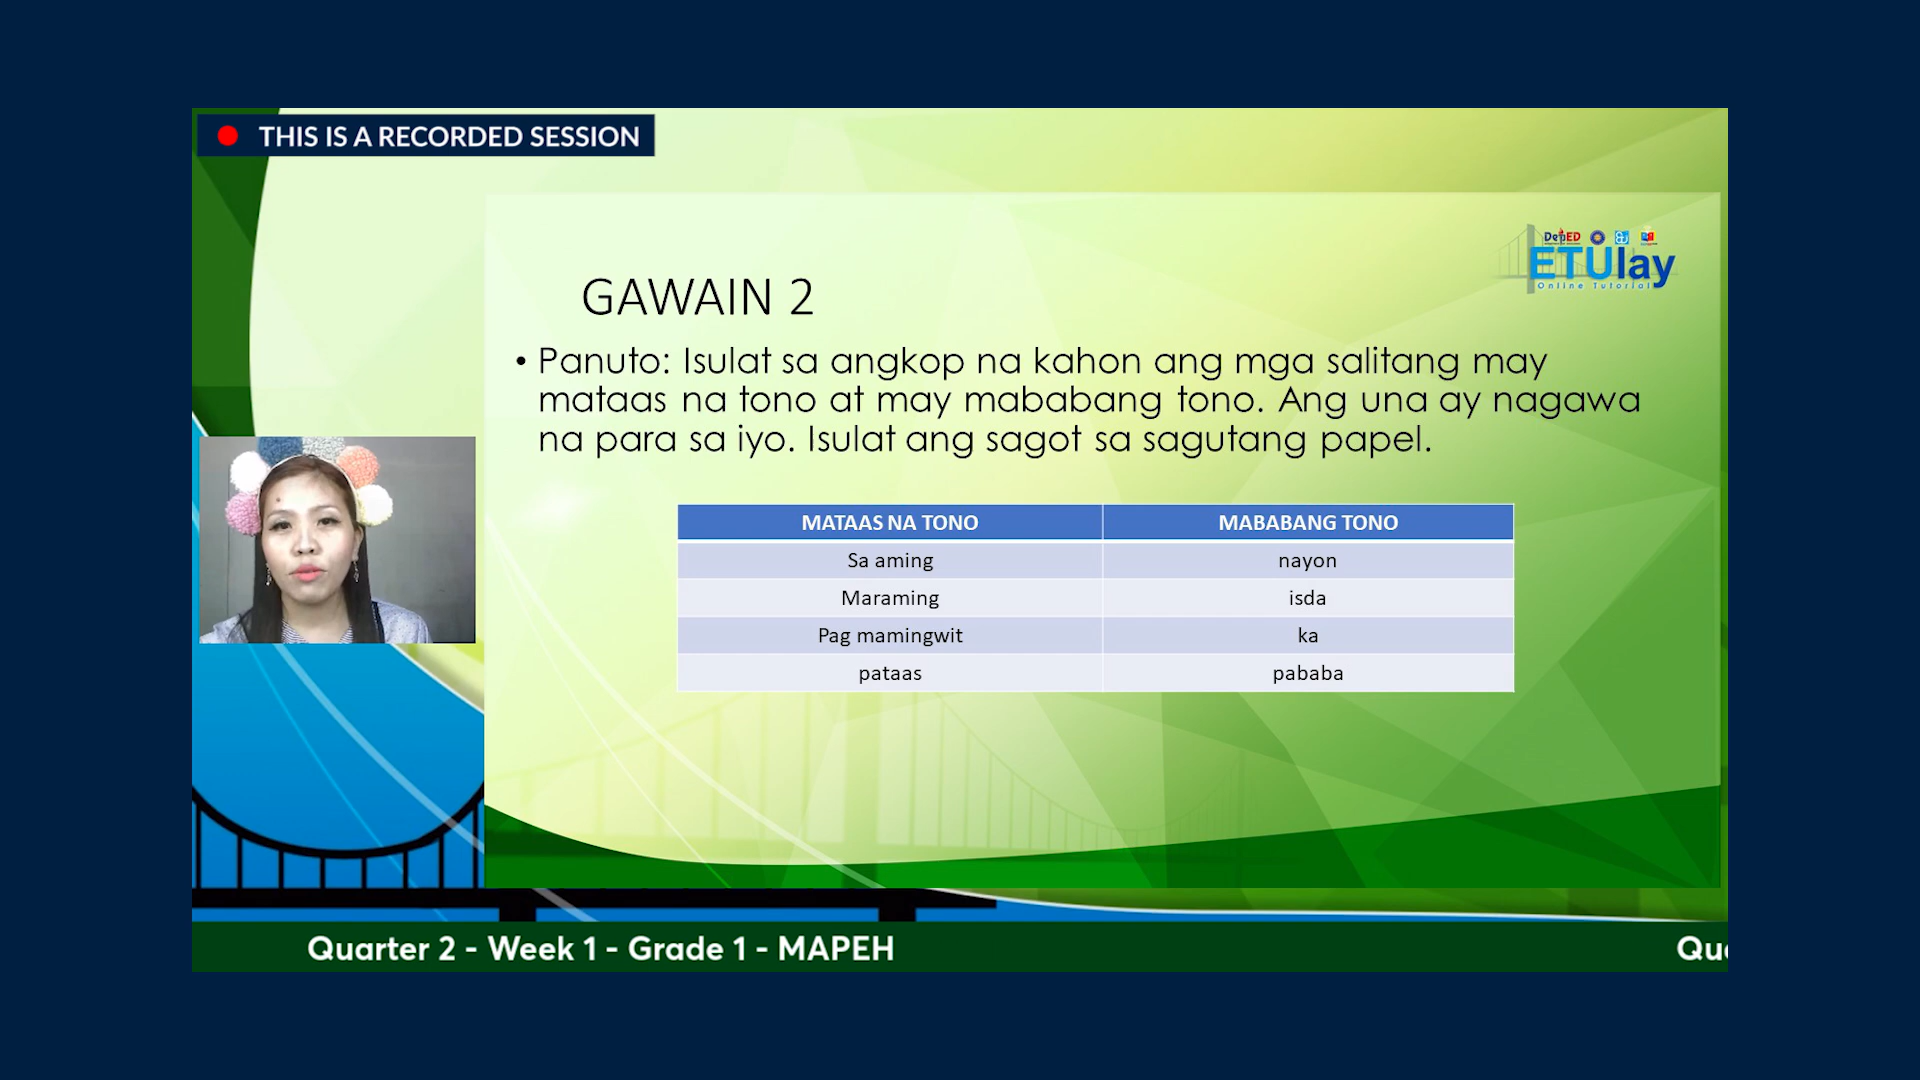 THIS IS A RECORDED SESSION
DepED
ETUlay
Online Tutorial
GAWAIN 2
• Panuto: Isulat sa angkop na kahon ang mga salitang may
mataas na tono at may mababang tono. Ang una ay nagawa
na para sa iyo. Isulat ang sagot sa sagutang papel.
MATAAS NA TONO MABABANG TONO
Sa aming nayon
Maraming isda
Pag mamingwit ka
pataas pababa
Quarter 2 - Week 1 - Grade 1 - MAPEH